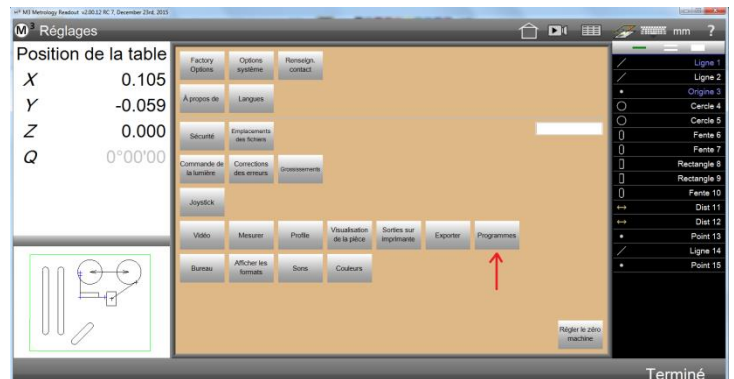 M³ Metrology Readout v2.00.12 RC 7, December 23rd, 2015
M³ Réglages
mm ?
Position de la table
X 0.105
Y -0.059
Z 0.000
Q 0°00'00
Factory Options
Options système
Renseign. contact
À propos de
Langues
Sécurité
Emplacements des fichiers
Commande de la lumière
Corrections des erreurs
Grossissements
Joystick
Vidéo
Mesurer
Profile
Visualisation de la pièce
Sorties sur imprimante
Exporter
Programmes
Bureau
Afficher les formats
Sons
Couleurs
Régler le zéro machine
Ligne 1
Ligne 2
Origine 3
Cercle 4
Cercle 5
Fente 6
Fente 7
Rectangle 8
Rectangle 9
Fente 10
Dist 11
Dist 12
Point 13
Ligne 14
Point 15
Terminé